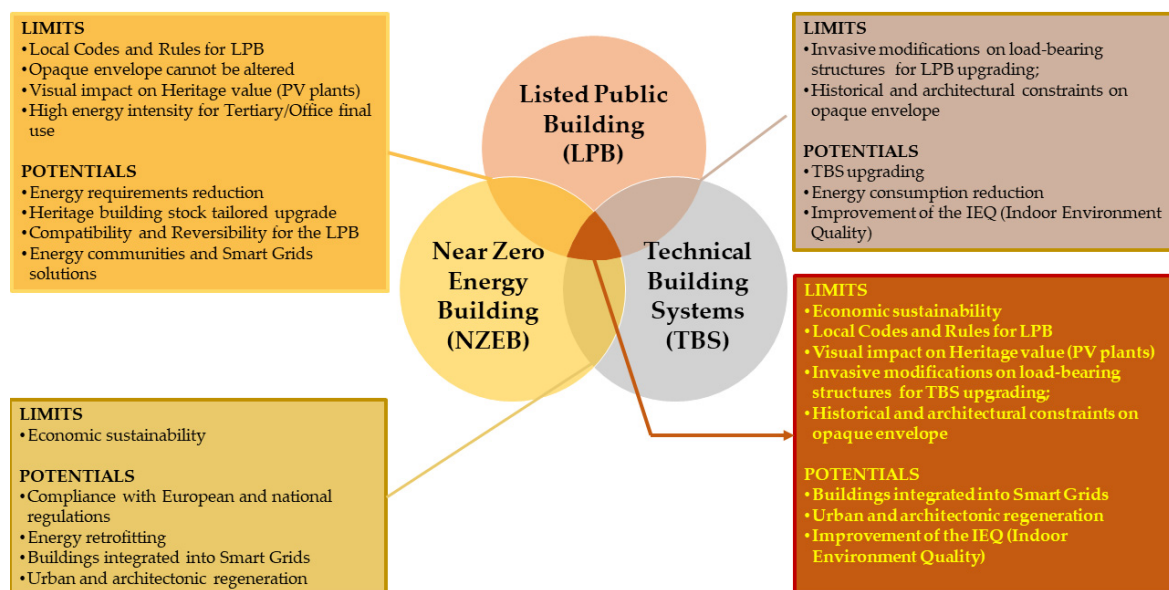 LIMITS
•Local Codes and Rules for LPB
•Opaque envelope cannot be altered
•Visual impact on Heritage value (PV plants)
•High energy intensity for Tertiary/Office final
use
POTENTIALS
•Energy requirements reduction
•Heritage building stock tailored upgrade
•Compatibility and Reversibility for the LPB
•Energy communities and Smart Grids
solutions
Listed Public
Building
(LPB)
Near Zero
Energy
Building
(NZEB)
Technical
Building
Systems
(TBS)
LIMITS
•Invasive modifications on load-bearing
structures for LPB upgrading;
•Historical and architectural constraints on
opaque envelope
POTENTIALS
•TBS upgrading
•Energy consumption reduction
•Improvement of the IEQ (Indoor Environment
Quality)
LIMITS
•Economic sustainability
POTENTIALS
•Compliance with European and national
regulations
•Energy retrofitting
•Buildings integrated into Smart Grids
•Urban and architectonic regeneration
LIMITS
•Economic sustainability
•Local Codes and Rules for LPB
•Visual impact on Heritage value (PV plants)
•Invasive modifications on load-bearing
structures for TBS upgrading;
•Historical and architectural constraints on
opaque envelope
POTENTIALS
•Buildings integrated into Smart Grids
•Urban and architectonic regeneration
•Improvement of the IEQ (Indoor
Environment Quality)